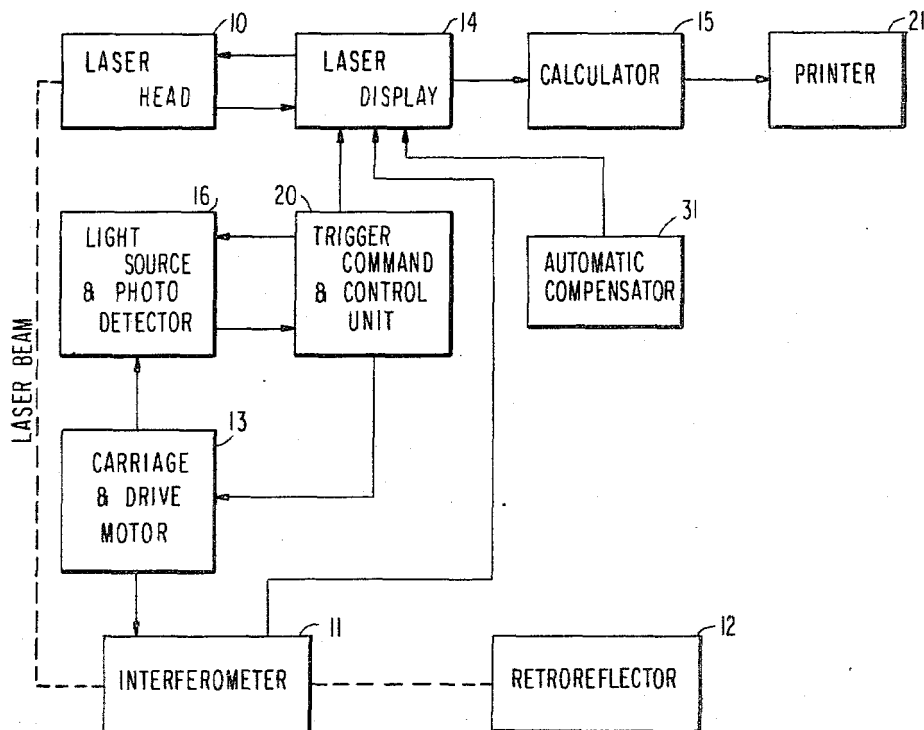 10
14
15
21
LASER
HEAD
LASER
DISPLAY
CALCULATOR
PRINTER
16
20
31
LIGHT
SOURCE
& PHOTO
DETECTOR
TRIGGER
COMMAND
& CONTROL
UNIT
AUTOMATIC
COMPENSATOR
LASER BEAM
13
CARRIAGE
& DRIVE
MOTOR
11
12
INTERFEROMETER
RETROREFLECTOR